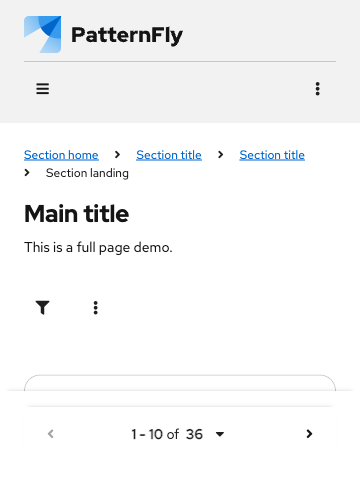 PatternFly
Section home Section title Section title
Section landing
Main title
This is a full page demo.
1 - 10 of 36